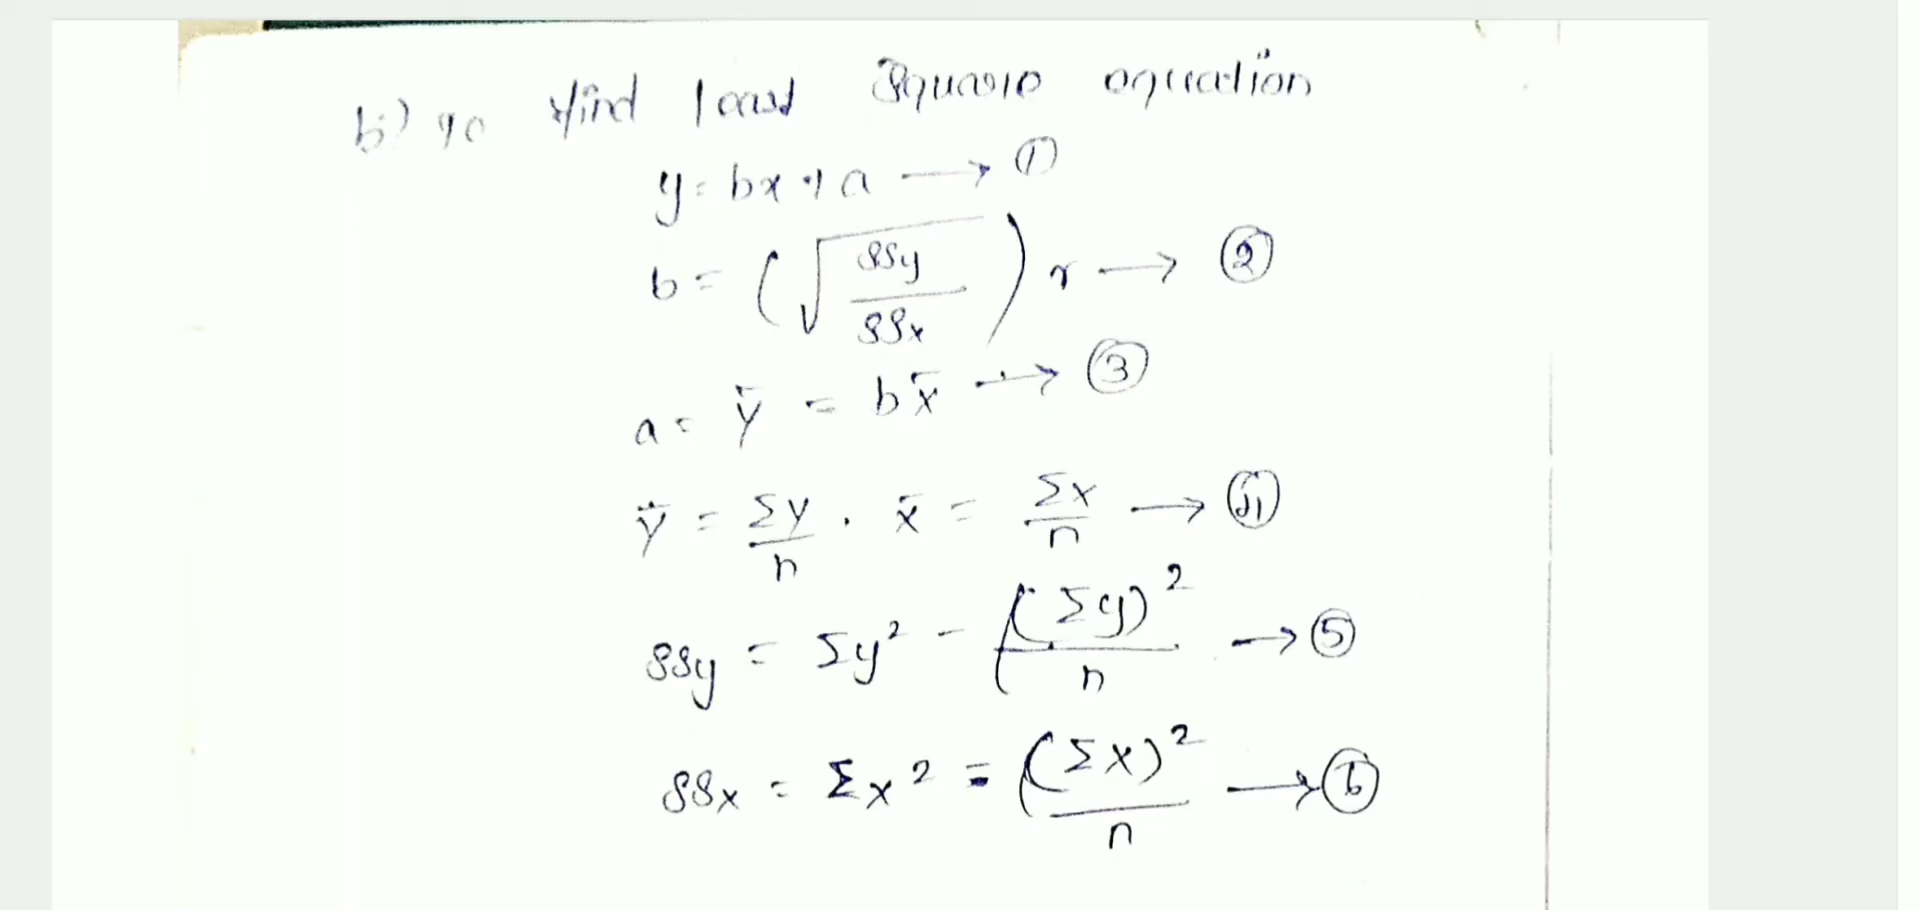 b) To find least square equation
y = bx + a → ①
b = (√(SSy / SSx)) r → ②
a = ȳ = bx̄ → ③
ȳ = Σy / n . x̄ = Σx / n → ④
SSy = Σy² - (Σy)² / n → ⑤
SSx = Σx² = (Σx)² / n → ⑥